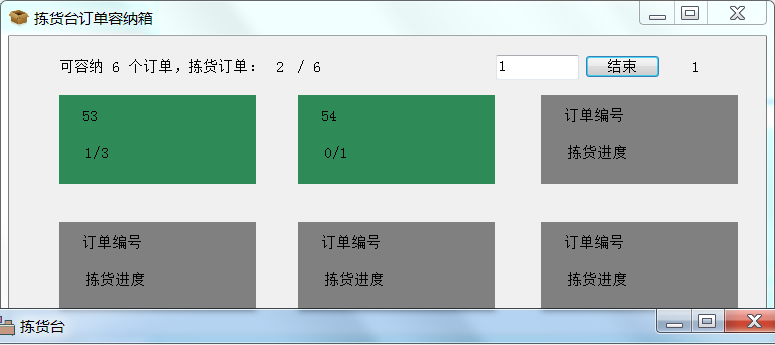 拣货台订单容纳箱
可容纳 6 个订单，拣货订单： 2 / 6 1 结束 1
53 54 订单编号
1/3 0/1 拣货进度
订单编号 订单编号 订单编号
拣货进度 拣货进度 拣货进度
拣货台